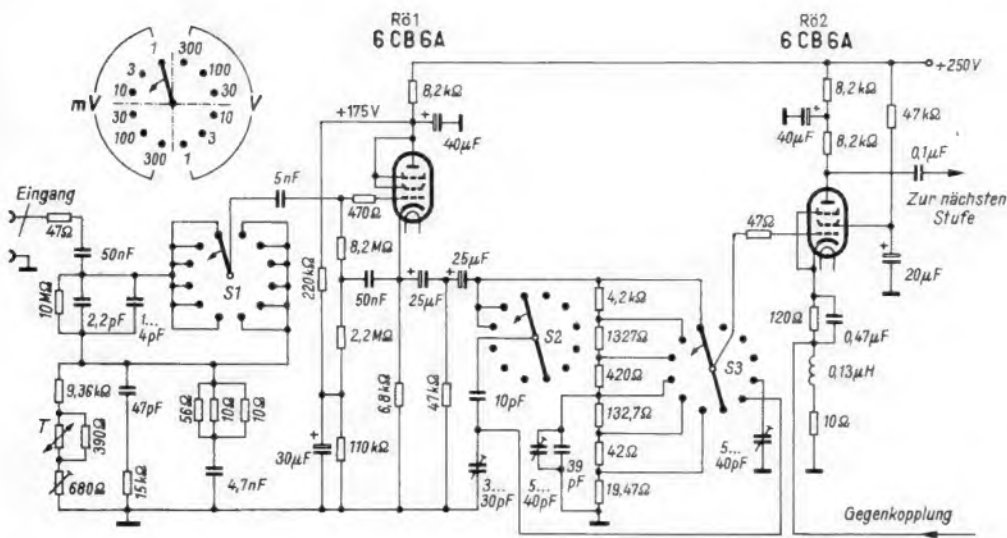 Rö1
6CB6A
Rö2
6CB6A
+250V
1
300
3
100
mV
10
30
V
30
10
100
3
300
1
8,2kΩ
+175V
40µF
8,2kΩ
47kΩ
40µF
8,2kΩ
0,1µF
Zur nächsten
Stufe
5nF
470Ω
Eingang
47Ω
50nF
S1
10MΩ
2,2pF
1...
4pF
220kΩ
8,2MΩ
50nF
25µF
25µF
2,2MΩ
S2
10pF
4,2kΩ
1327Ω
420Ω
132,7Ω
42Ω
19,47Ω
S3
47Ω
20µF
120Ω
0,47µF
0,13µH
10Ω
9,36kΩ
T
390Ω
680Ω
47pF
15kΩ
56Ω
10Ω
10Ω
4,7nF
30µF
110kΩ
6,8kΩ
47kΩ
3...
30pF
5...
40pF
39
pF
5...
40pF
Gegenkopplung